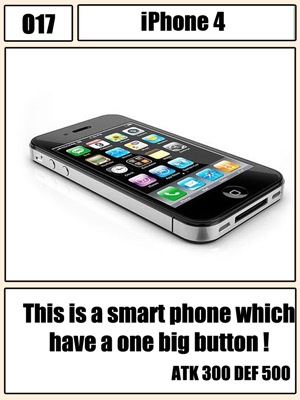 017
iPhone 4
This is a smart phone which
have a one big button !
ATK 300 DEF 500